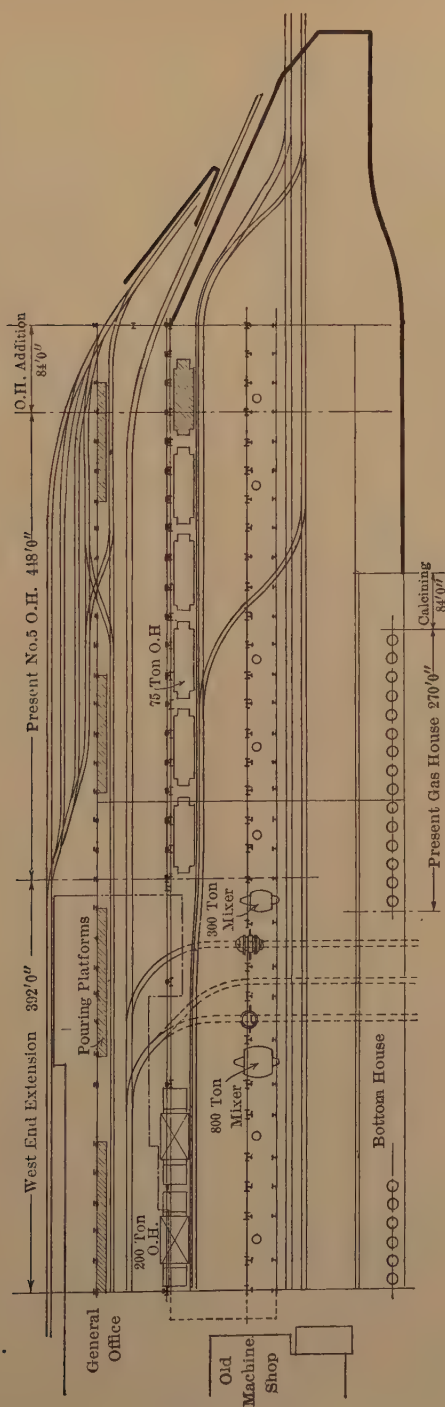 O.H. Addition
84'0"
Present No.5 O.H. 448'0"
West End Extension 392'0"
Pouring Platforms
General
Office
75 Ton O.H
200 Ton
O.H.
300 Ton
Mixer
800 Ton
Mixer
Old
Machine
Shop
Calcining
84'0"
Present Gas House 270'0"
Bottom House